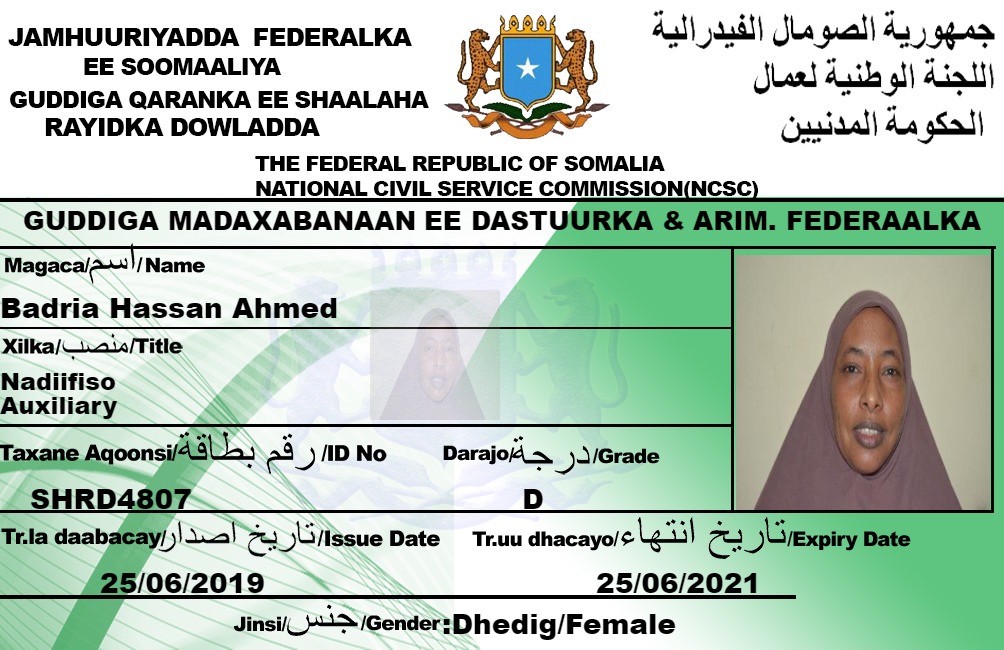 JAMHUURIYADDA FEDERALKA
EE SOOMAALIYA
GUDDIGA QARANKA EE SHAALAHA
RAYIDKA DOWLADDA
جمهورية الصومال الفيدرالية
اللجنة الوطنية لعمال
الحكومة المدنيين
THE FEDERAL REPUBLIC OF SOMALIA
NATIONAL CIVIL SERVICE COMMISSION(NCSC)
GUDDIGA MADAXABANAAN EE DASTUURKA & ARIM. FEDERAALKA
Magaca/اسم/Name
Badria Hassan Ahmed
Xilka/منصب/Title
Nadiifiso
Auxiliary
Taxane Aqoonsi/رقم بطاقة/ID No
SHRD4807
Darajo/درجة/Grade
D
Tr.la daabacay/تاريخ اصدار/Issue Date
25/06/2019
Tr.uu dhacayo/تاريخ انتهاء/Expiry Date
25/06/2021
Jinsi/جنس/Gender:Dhedig/Female